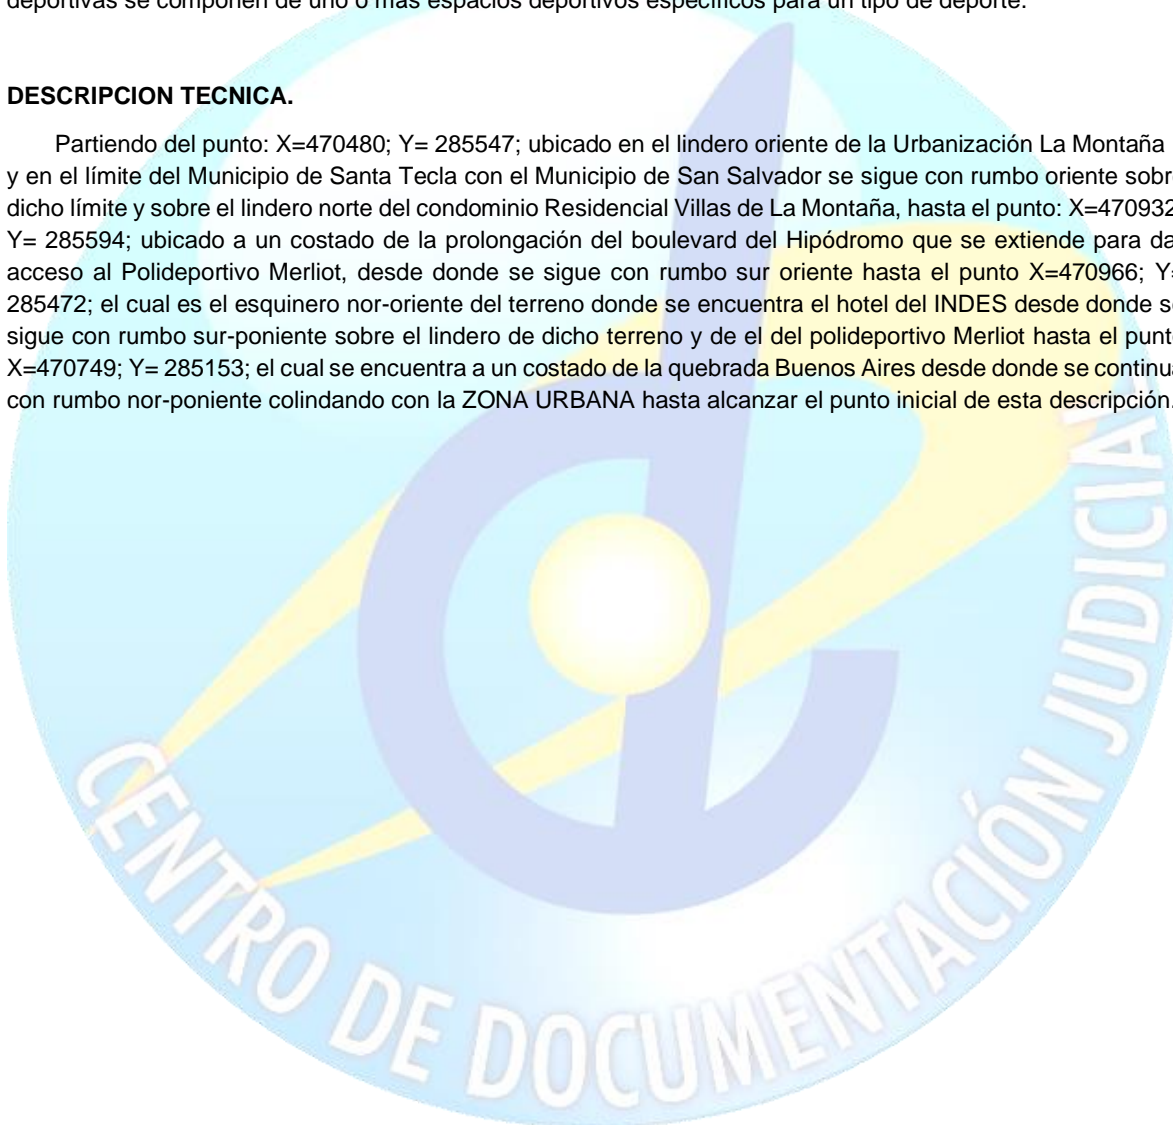 deportivas se componen de uno o más espacios deportivos específicos para un tipo de deporte.
DESCRIPCION TECNICA.
Partiendo del punto: X=470480; Y= 285547; ubicado en el lindero oriente de la Urbanización La Montaña
y en el límite del Municipio de Santa Tecla con el Municipio de San Salvador se sigue con rumbo oriente sobre
dicho límite y sobre el lindero norte del condominio Residencial Villas de La Montaña, hasta el punto: X=470932
Y= 285594; ubicado a un costado de la prolongación del boulevard del Hipódromo que se extiende para da
acceso al Polideportivo Merliot, desde donde se sigue con rumbo sur oriente hasta el punto X=470966; Y=
285472; el cual es el esquinero nor-oriente del terreno donde se encuentra el hotel del INDES desde donde se
sigue con rumbo sur-poniente sobre el lindero de dicho terreno y de el del polideportivo Merliot hasta el punto
X=470749; Y= 285153; el cual se encuentra a un costado de la quebrada Buenos Aires desde donde se continua
con rumbo nor-poniente colindando con la ZONA URBANA hasta alcanzar el punto inicial de esta descripción.
CENTRO DE DOCUMENTACIÓN JUDICIAL